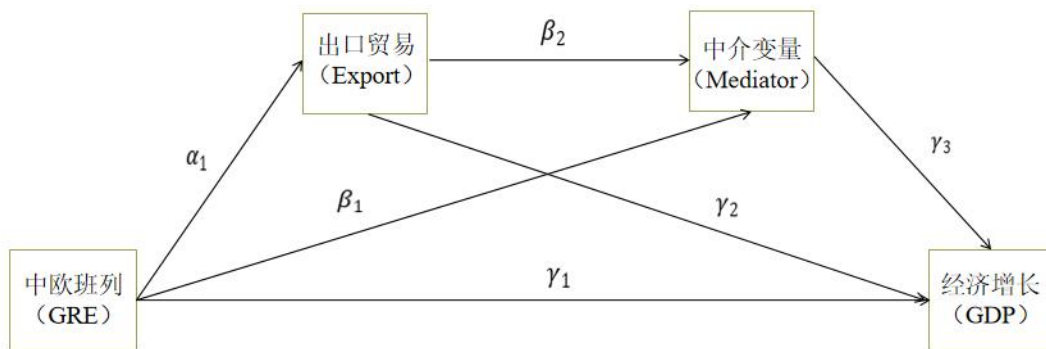 出口贸易
（Export）
β₂
中介变量
（Mediator）
α₁
β₁
γ₂
γ₃
中欧班列
（GRE）
γ₁
经济增长
（GDP）